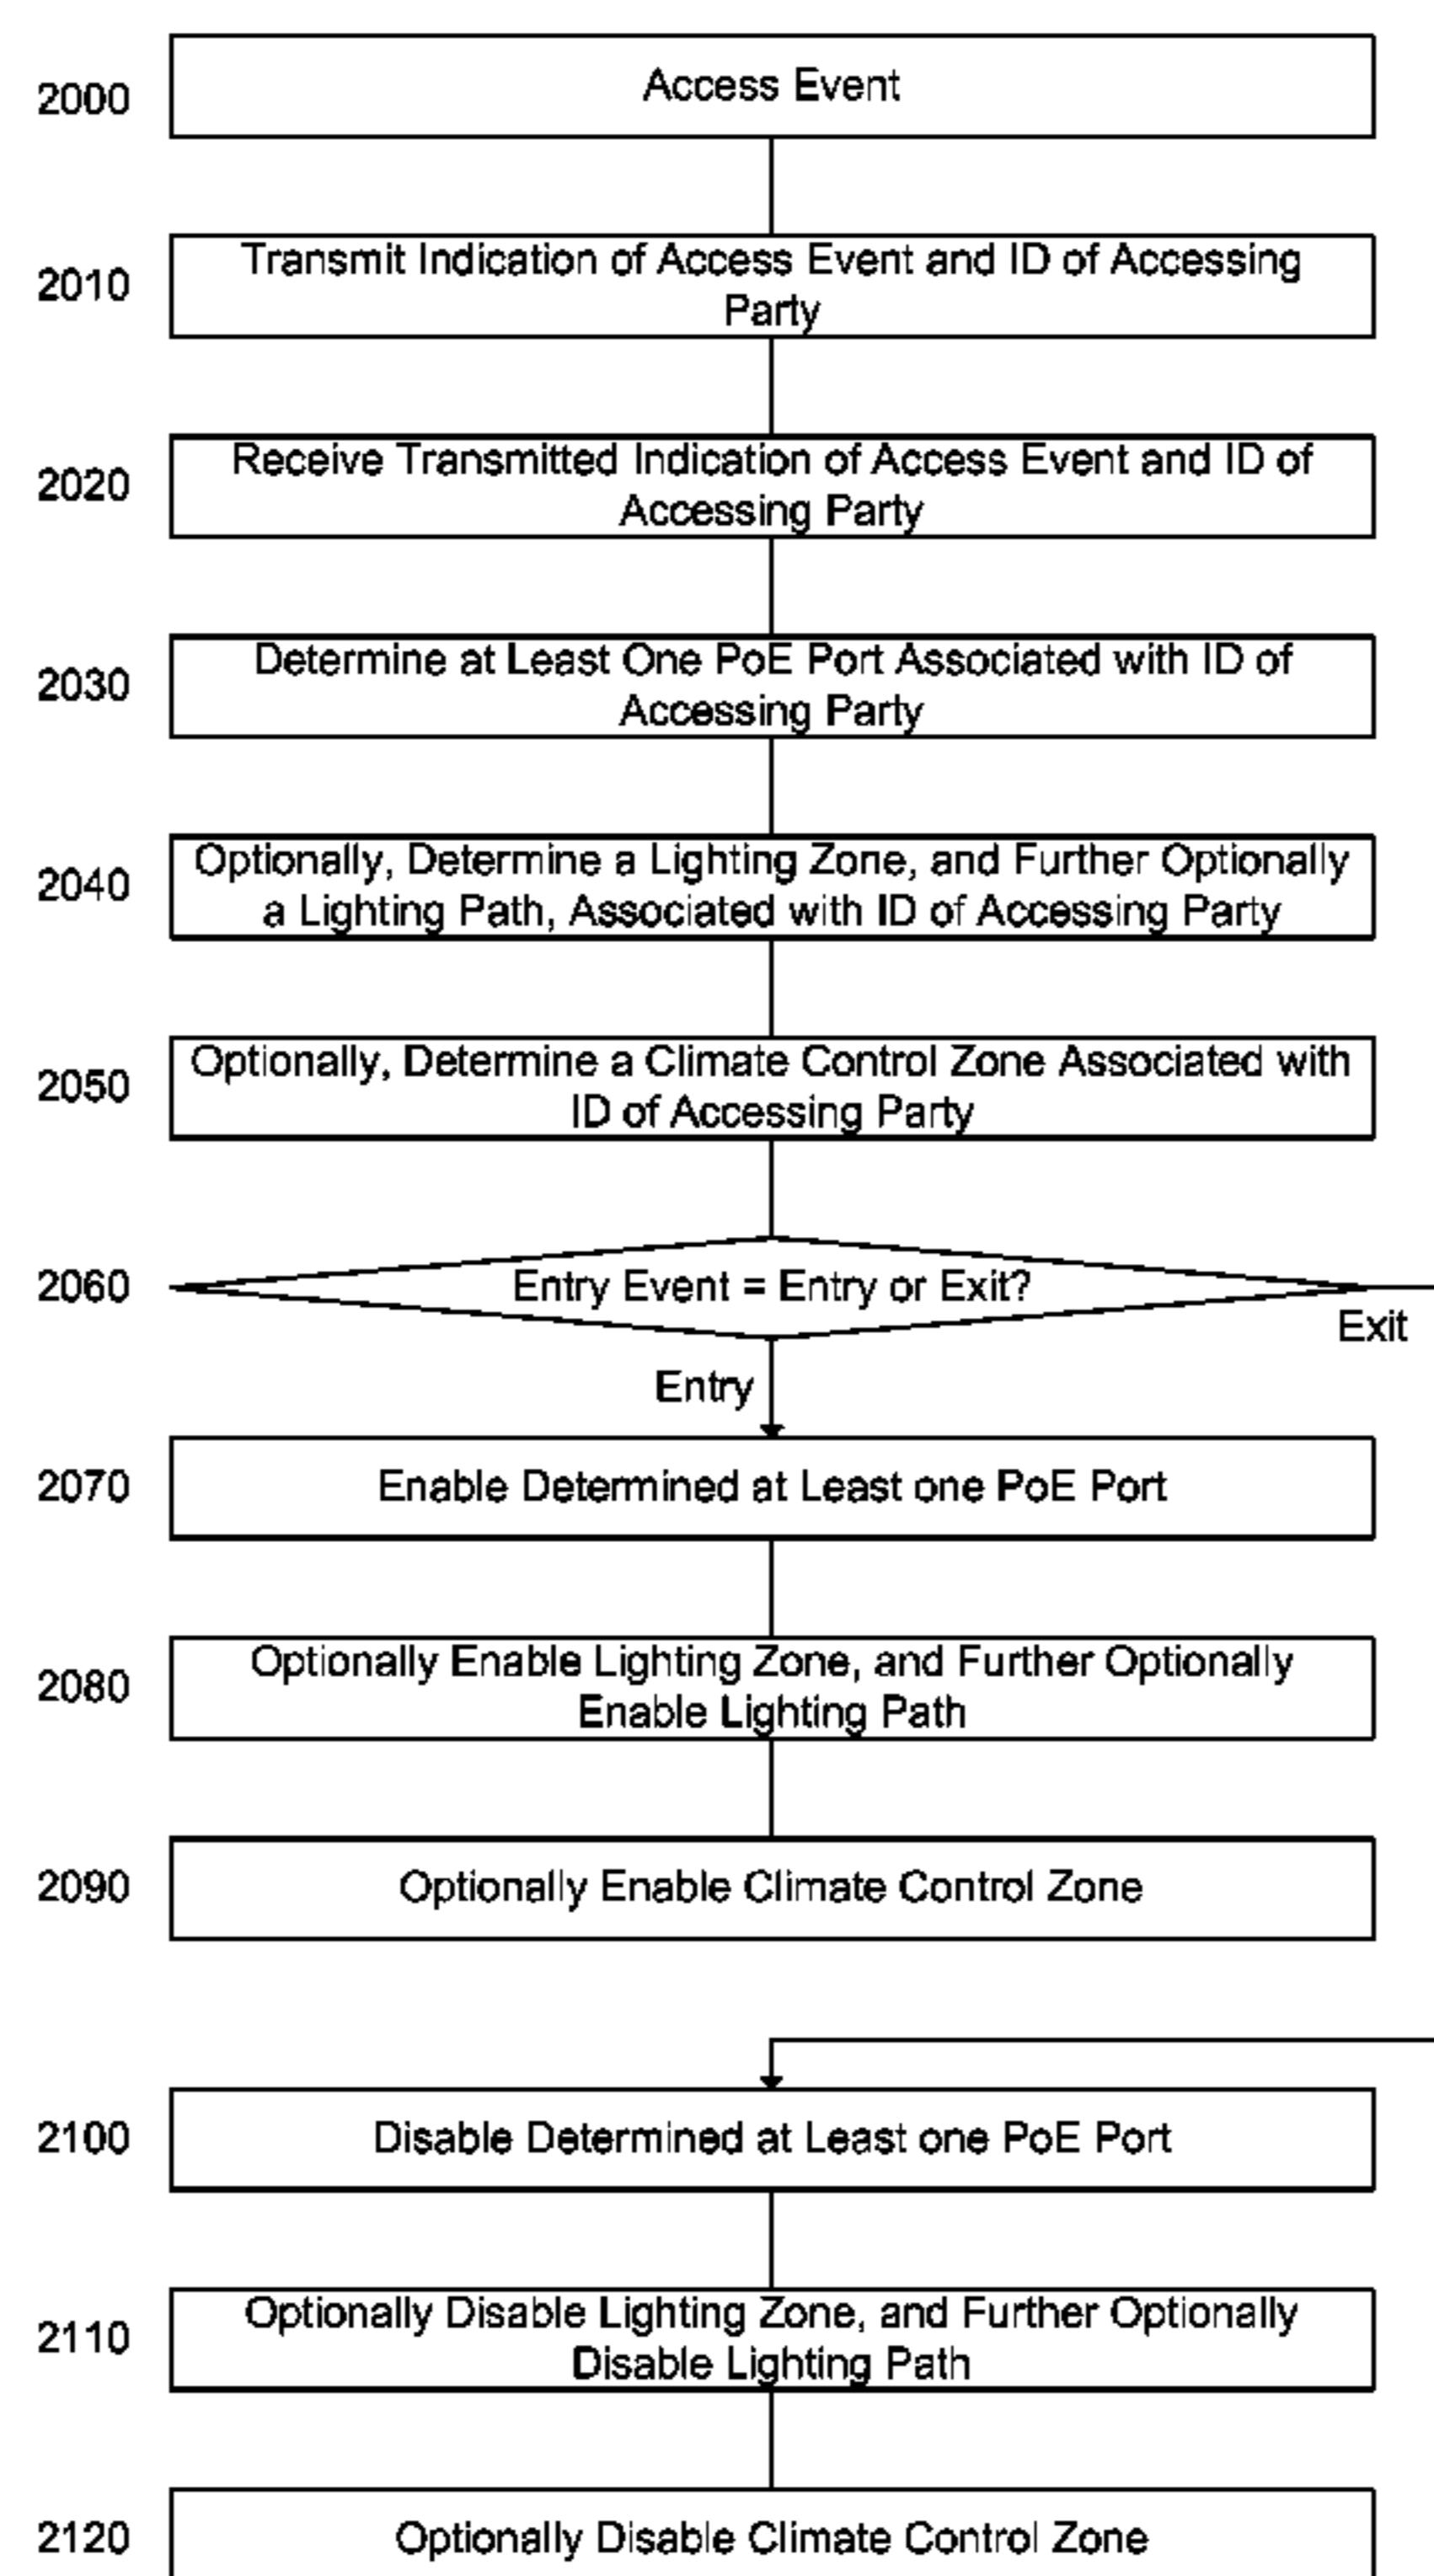 2000
Access Event
2010
Transmit Indication of Access Event and ID of Accessing
Party
2020
Receive Transmitted Indication of Access Event and ID of
Accessing Party
2030
Determine at Least One PoE Port Associated with ID of
Accessing Party
2040
Optionally, Determine a Lighting Zone, and Further Optionally
a Lighting Path, Associated with ID of Accessing Party
2050
Optionally, Determine a Climate Control Zone Associated with
ID of Accessing Party
2060
Entry Event = Entry or Exit?
Exit
Entry
2070
Enable Determined at Least one PoE Port
2080
Optionally Enable Lighting Zone, and Further Optionally
Enable Lighting Path
2090
Optionally Enable Climate Control Zone
2100
Disable Determined at Least one PoE Port
2110
Optionally Disable Lighting Zone, and Further Optionally
Disable Lighting Path
2120
Optionally Disable Climate Control Zone